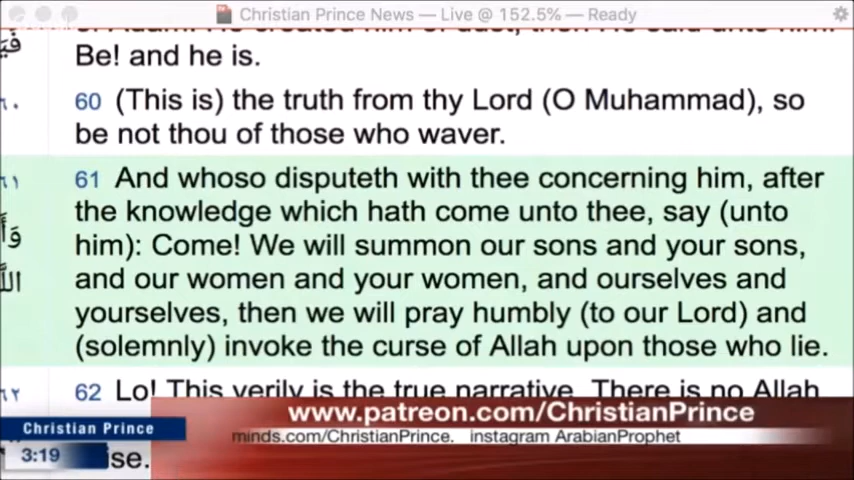 Christian Prince News — Live @ 152.5% — Ready
Be! and he is.
٦٠
60 (This is) the truth from thy Lord (O Muhammad), so
be not thou of those who waver.
٦١
61 And whoso disputeth with thee concerning him, after
the knowledge which hath come unto thee, say (unto
him): Come! We will summon our sons and your sons,
and our women and your women, and ourselves and
yourselves, then we will pray humbly (to our Lord) and
(solemnly) invoke the curse of Allah upon those who lie.
٦٢
62 Lo! This verily is the true narrative. There is no Allah
www.patreon.com/ChristianPrince
Christian Prince
minds.com/ChristianPrince. instagram ArabianProphet
3:19
ise.